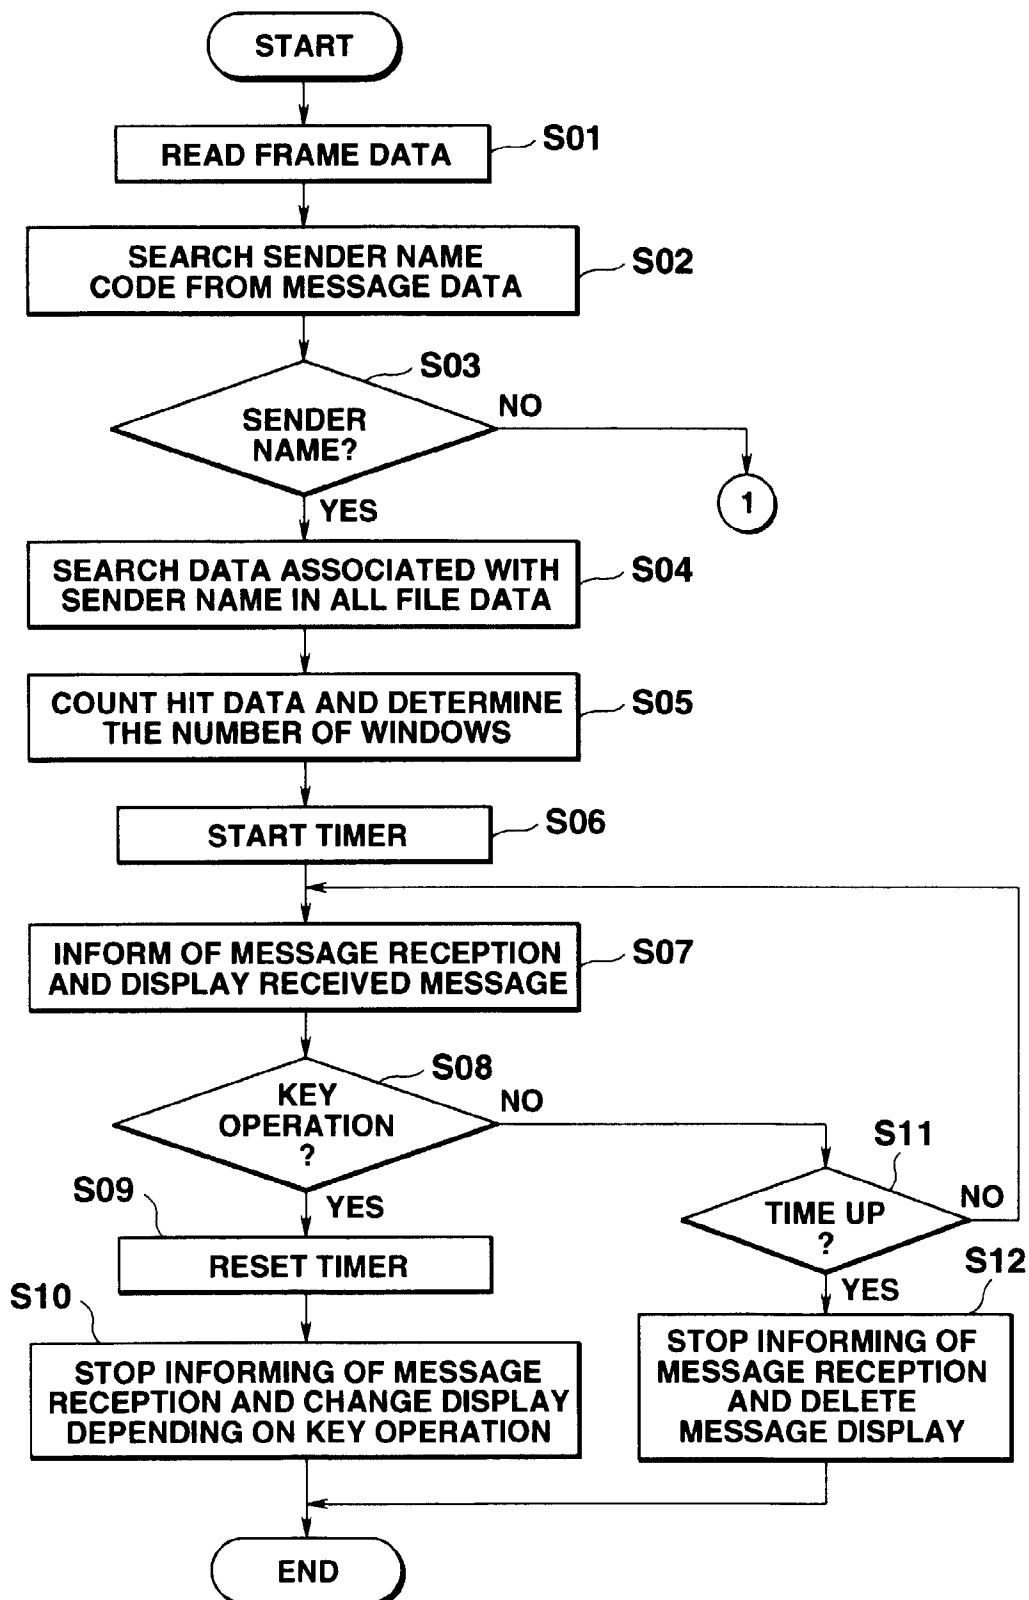 START
READ FRAME DATA
S01
SEARCH SENDER NAME
CODE FROM MESSAGE DATA
S02
S03
SENDER
NAME?
NO
1
YES
SEARCH DATA ASSOCIATED WITH
SENDER NAME IN ALL FILE DATA
S04
COUNT HIT DATA AND DETERMINE
THE NUMBER OF WINDOWS
S05
START TIMER
S06
INFORM OF MESSAGE RECEPTION
AND DISPLAY RECEIVED MESSAGE
S07
S08
KEY
OPERATION
?
NO
YES
S11
TIME UP
?
NO
YES
S09
RESET TIMER
S10
STOP INFORMING OF MESSAGE
RECEPTION AND CHANGE DISPLAY
DEPENDING ON KEY OPERATION
S12
STOP INFORMING OF
MESSAGE RECEPTION
AND DELETE
MESSAGE DISPLAY
END